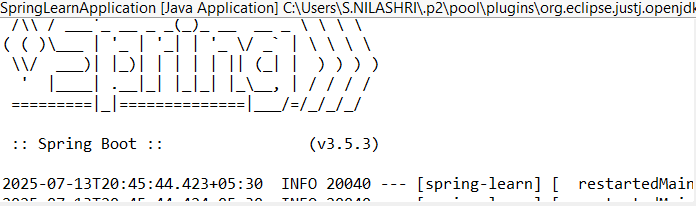 SpringLearnApplication [Java Application] C:\Users\S.NILASHRI\.p2\pool\plugins\org.eclipse.justj.openjdk
 /\\ / ___'_ __ _ _(_)_ __  __ _ \ \ \ \
( ( )\___ | '_ | '_| | '_ \/ _` | \ \ \ \
 \\/  ___)| |_)| | | | | || (_| |  ) ) ) )
  '  |____| .__|_| |_|_| |_\__, | / / / /
 =========|_|==============|___/=/_/_/_/
 :: Spring Boot ::                (v3.5.3)
2025-07-13T20:45:44.423+05:30  INFO 20040 --- [spring-learn] [  restartedMai